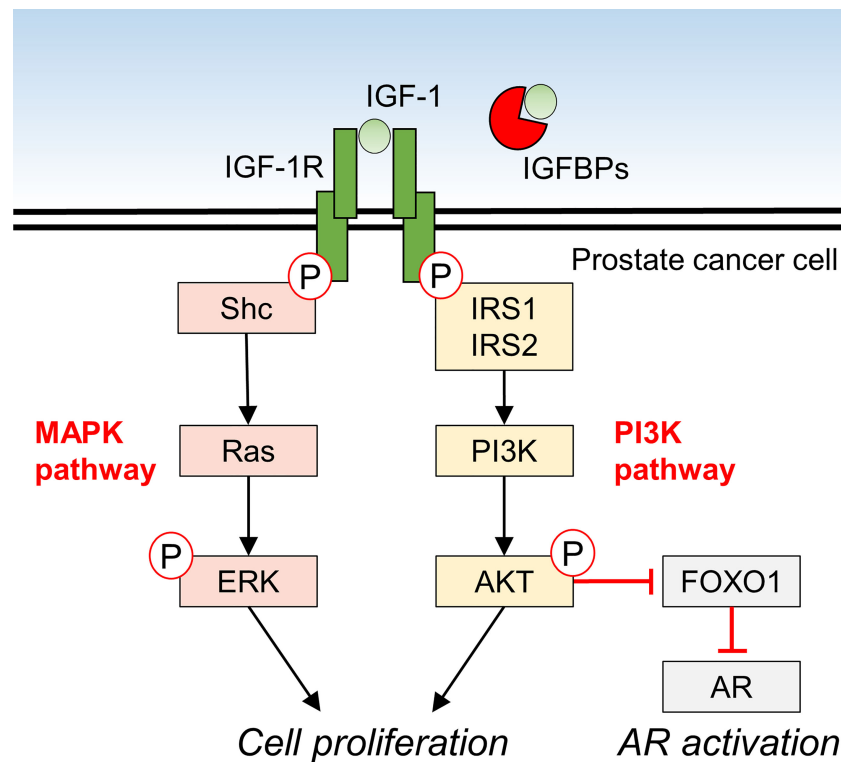 IGF-1
IGF-1R
IGFBPs
Prostate cancer cell
P
P
Shc
IRS1
IRS2
MAPK
pathway
Ras
PI3K
PI3K
pathway
P
ERK
P
AKT
FOXO1
AR
Cell proliferation
AR activation